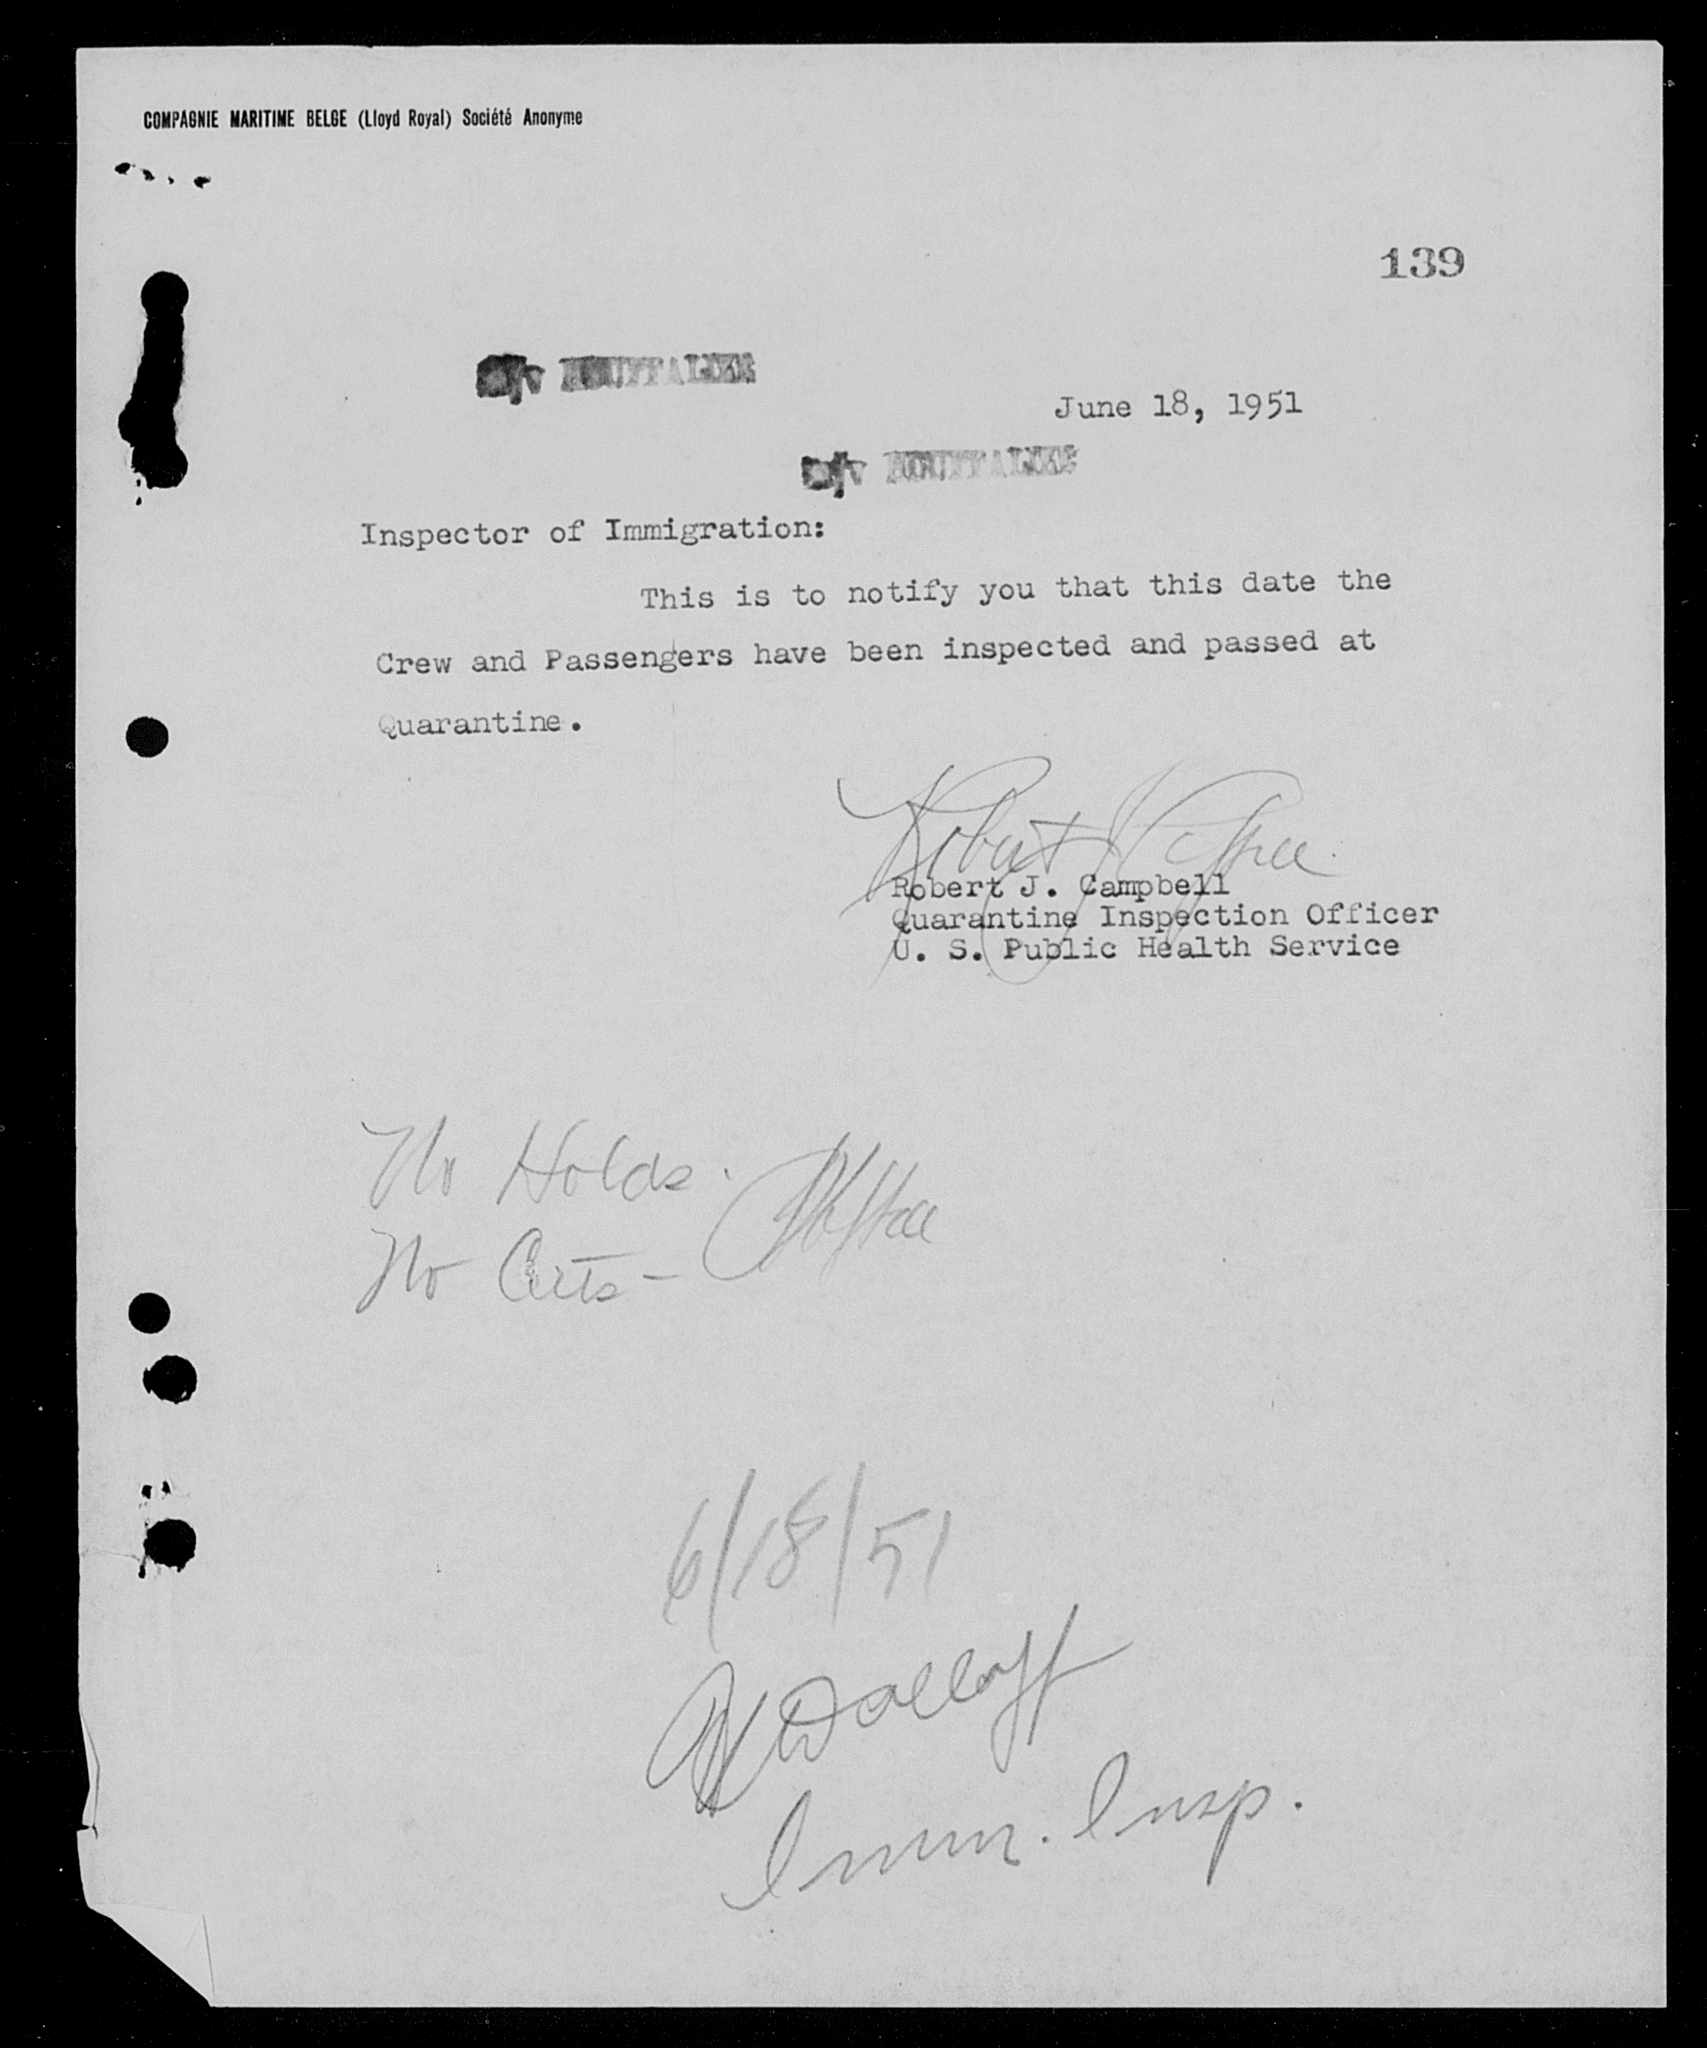 COMPAGNIE MARITIME BELGE (Lloyd Royal) Société Anonyme
139
June 18, 1951
Inspector of Immigration:
This is to notify you that this date the
Crew and Passengers have been inspected and passed at
Quarantine.
Robert J. Campbell
Quarantine Inspection Officer
U. S. Public Health Service
No Holds.
No Certs -
6/18/51
Imm. Insp.